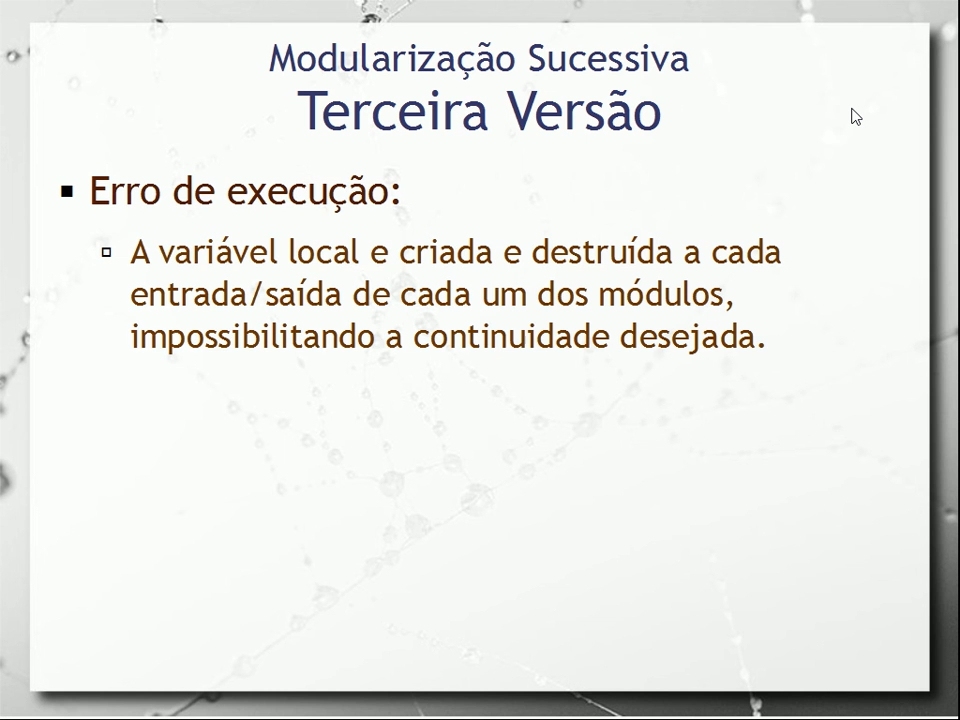 Modularização Sucessiva
Terceira Versão
Erro de execução:
A variável local e criada e destruída a cada
entrada/saída de cada um dos módulos,
impossibilitando a continuidade desejada.